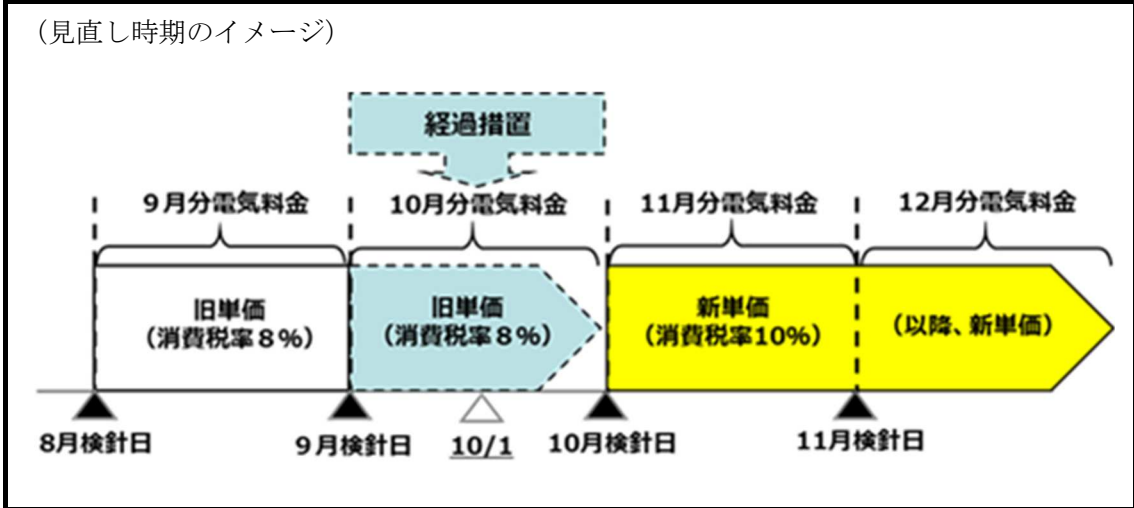 （見直し時期のイメージ）
経過措置
９月分電気料金
10月分電気料金
11月分電気料金
12月分電気料金
旧単価
（消費税率８％）
旧単価
（消費税率８％）
新単価
（消費税率10％）
（以降、新単価）
8月検針日
９月検針日
10/1
10月検針日
11月検針日